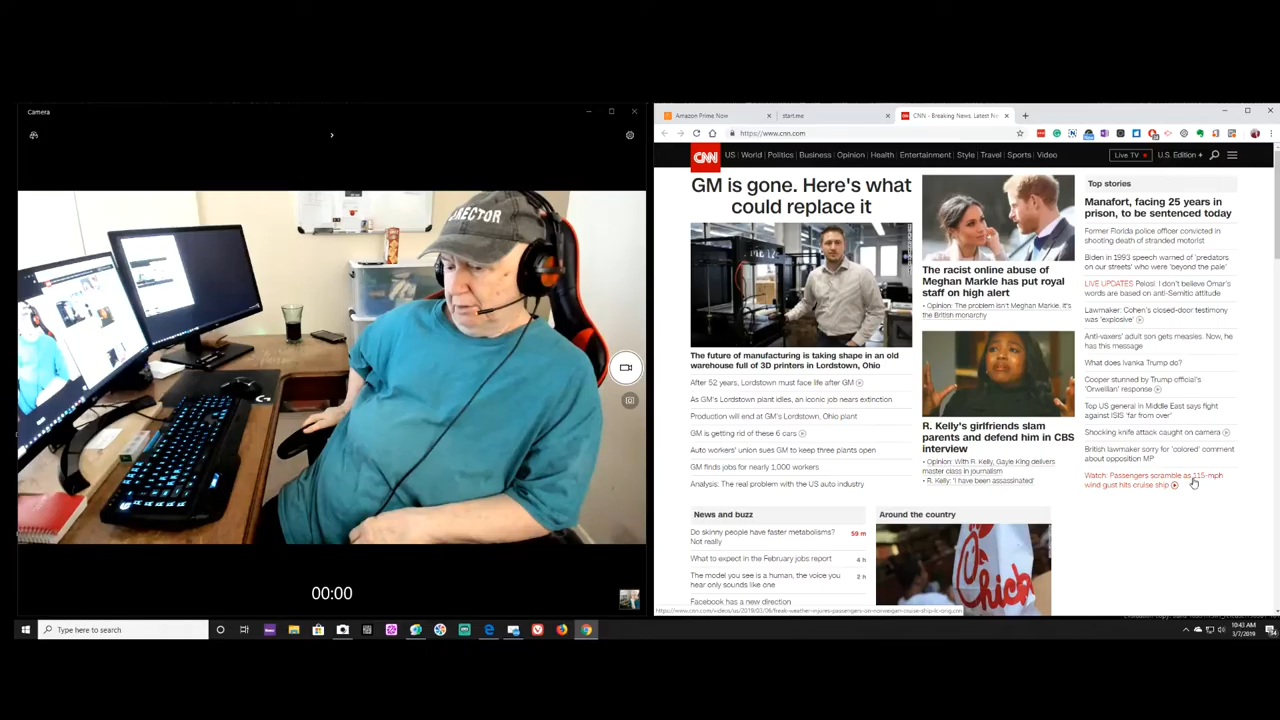 Camera
00:00
DIRECTOR
Amazon Prime Now
start.me
CNN - Breaking News, Latest N
https://www.cnn.com
CNN
US World Politics Business Opinion Health Entertainment Style Travel Sports Video
Live TV
U.S. Edition +
GM is gone. Here's what
could replace it
The future of manufacturing is taking shape in an old
warehouse full of 3D printers in Lordstown, Ohio
After 52 years, Lordstown must face life after GM
As GM's Lordstown plant idles, an iconic job nears extinction
Production will end at GM's Lordstown, Ohio plant
GM is getting rid of these 6 cars
Auto workers' union sues GM to keep three plants open
GM finds jobs for nearly 1,000 workers
Analysis: The real problem with the US auto industry
The racist online abuse of
Meghan Markle has put royal
staff on high alert
• Opinion: The problem isn't Meghan Markle. It's
the British monarchy
R. Kelly's girlfriends slam
parents and defend him in CBS
interview
• Opinion: With R. Kelly, Gayle King delivers
master class in journalism
• R. Kelly: 'I have been assassinated'
Top stories
Manafort, facing 25 years in
prison, to be sentenced today
Former Florida police officer convicted in
shooting death of stranded motorist
Biden in 1993 speech warned of 'predators
on our streets' who were 'beyond the pale'
LIVE UPDATES Pelosi: I don't believe Omar's
words are based on anti-Semitic attitude
Lawmaker: Cohen's closed-door testimony
was 'explosive'
Anti-vaxers' adult son gets measles. Now, he
has this message
What does Ivanka Trump do?
Cooper stunned by Trump official's
'Orwellian' response
Top US general in Middle East says fight
against ISIS 'far from over'
Shocking knife attack caught on camera
British lawmaker sorry for 'colored' comment
about opposition MP
Watch: Passengers scramble as 115-mph
wind gust hits cruise ship
News and buzz
Do skinny people have faster metabolisms?
Not really
59 m
What to expect in the February jobs report
4 h
The model you see is a human, the voice you
hear only sounds like one
2 h
Facebook has a new direction
Around the country
Chick
Type here to search
10:43 AM
3/7/2019